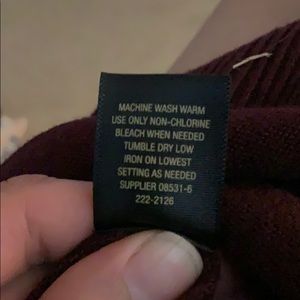 MACHINE WASH WARM
USE ONLY NON-CHLORINE
BLEACH WHEN NEEDED
TUMBLE DRY LOW
IRON ON LOWEST
SETTING AS NEEDED
SUPPLIER 08531-6
222-2126